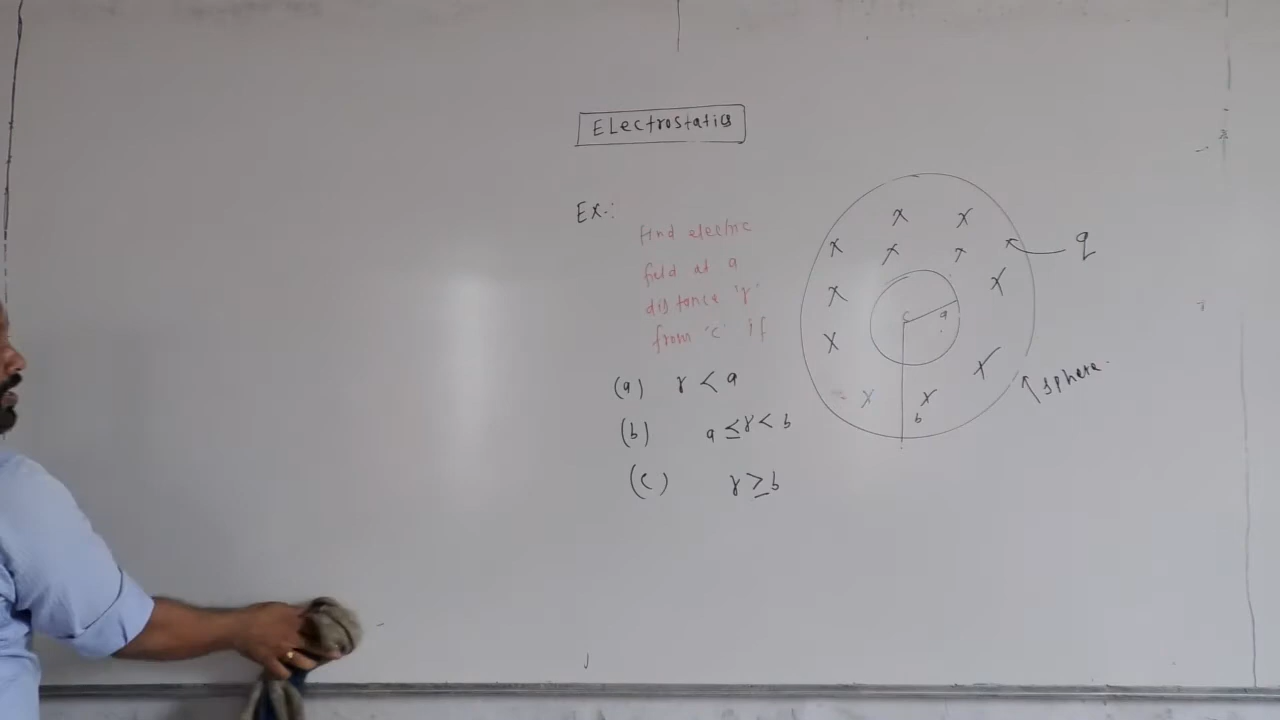 ELectrostatics
Ex.:
find electric
field at a
distance 'r'
from 'c' if
(a) r < a
(b) a ≤ r < b
(c) r ≥ b
x x
x x x x
x x
x
x x x
q
c a
b
sphere.